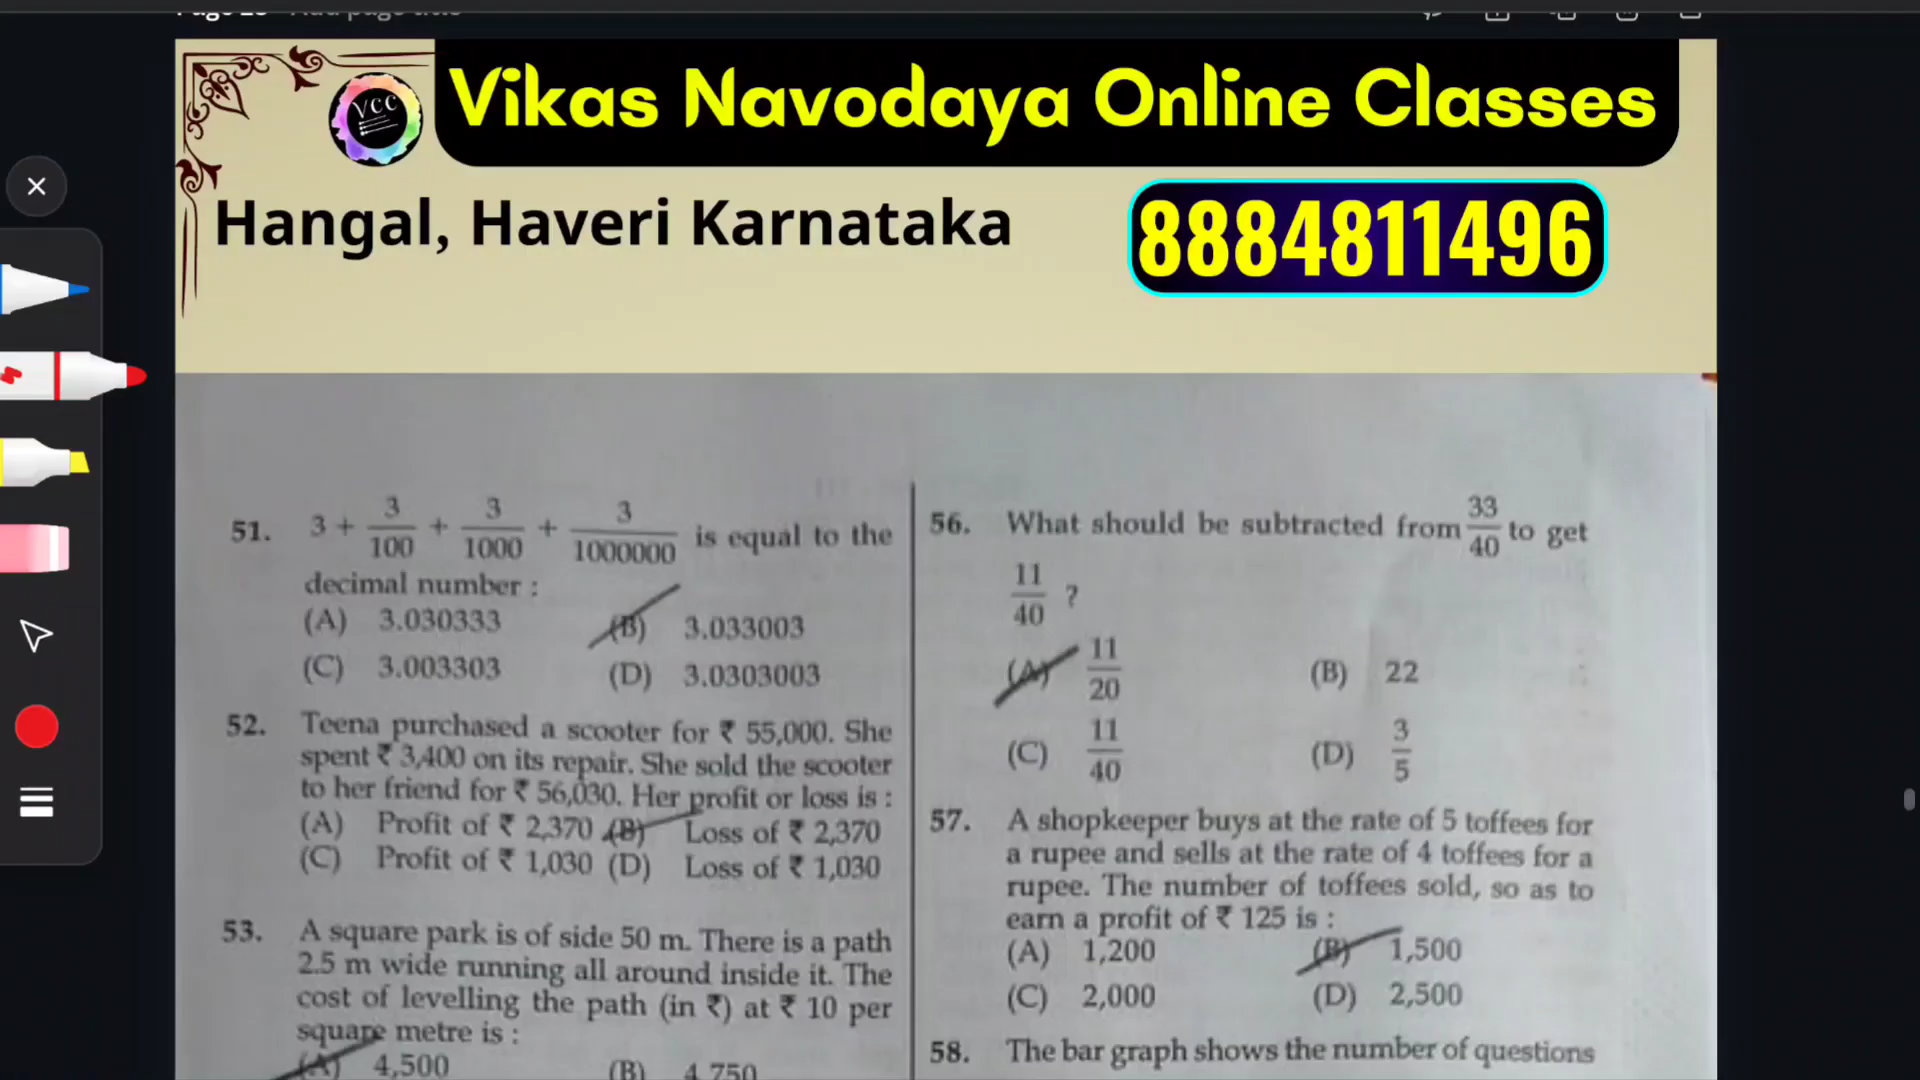 VCC
Vikas Navodaya Online Classes
Hangal, Haveri Karnataka
8884811496
51. 3 + 3/100 + 3/1000 + 3/1000000 is equal to the
decimal number :
(A) 3.030333 (B) 3.033003
(C) 3.003303 (D) 3.0303003
52. Teena purchased a scooter for ₹ 55,000. She
spent ₹ 3,400 on its repair. She sold the scooter
to her friend for ₹ 56,030. Her profit or loss is :
(A) Profit of ₹ 2,370 (B) Loss of ₹ 2,370
(C) Profit of ₹ 1,030 (D) Loss of ₹ 1,030
53. A square park is of side 50 m. There is a path
2.5 m wide running all around inside it. The
cost of levelling the path (in ₹) at ₹ 10 per
square metre is :
(A) 4,500 (B) 4,750
56. What should be subtracted from 33/40 to get
11/40 ?
(A) 11/20 (B) 22
(C) 11/40 (D) 3/5
57. A shopkeeper buys at the rate of 5 toffees for
a rupee and sells at the rate of 4 toffees for a
rupee. The number of toffees sold, so as to
earn a profit of ₹ 125 is :
(A) 1,200 (B) 1,500
(C) 2,000 (D) 2,500
58. The bar graph shows the number of questions